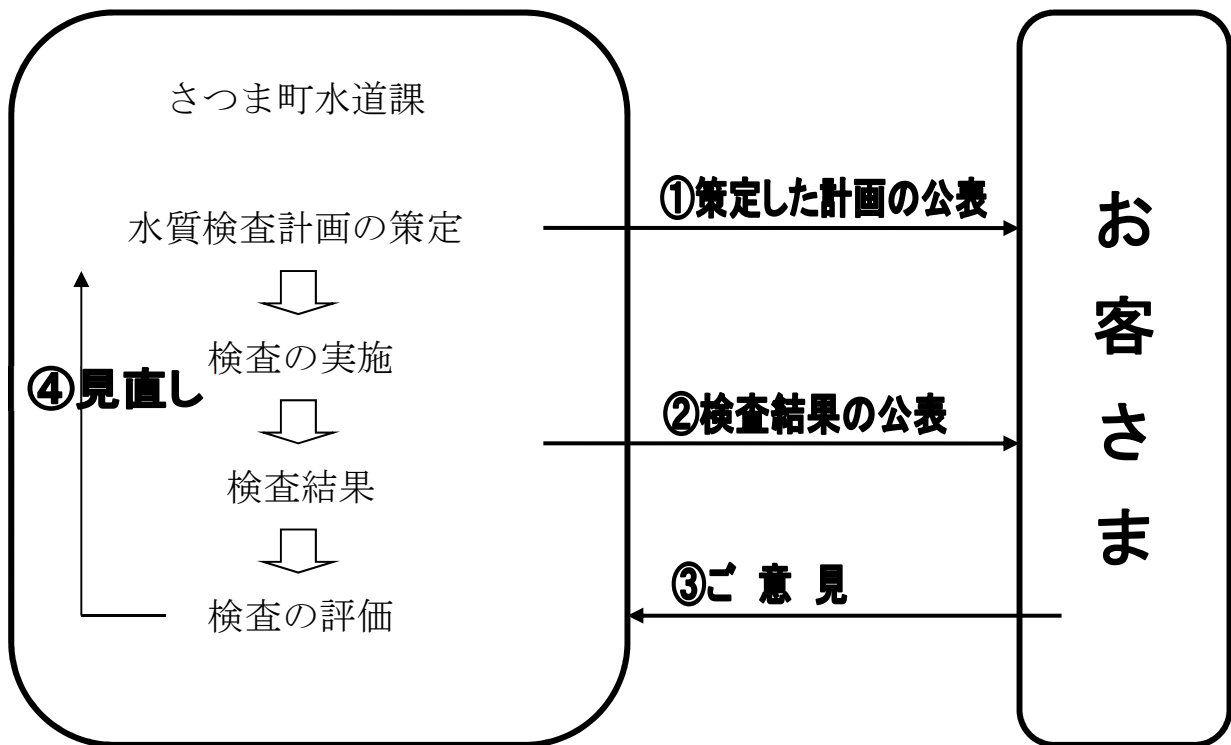 さつま町水道課
①策定した計画の公表
水質検査計画の策定
検査の実施
④見直し
②検査結果の公表
検査結果
③ご 意 見
検査の評価
お客さま